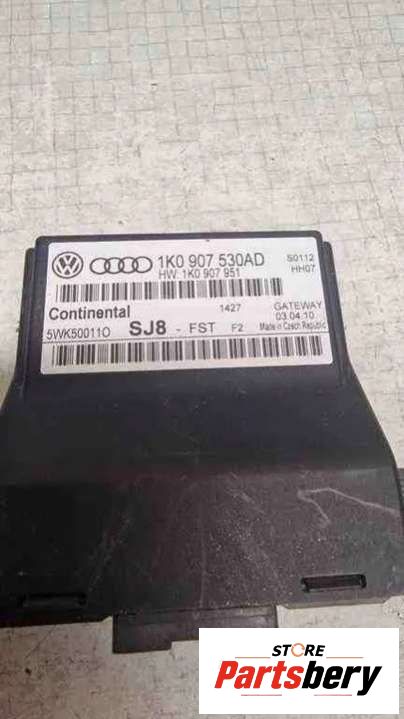 1K0 907 530AD
S0112
HW: 1K0 907 951
HH07
Continental
1427
GATEWAY
5WK50011O
SJ8 - FST F2
03.04.10
Made in Czech Republic
STORE
Partsbery